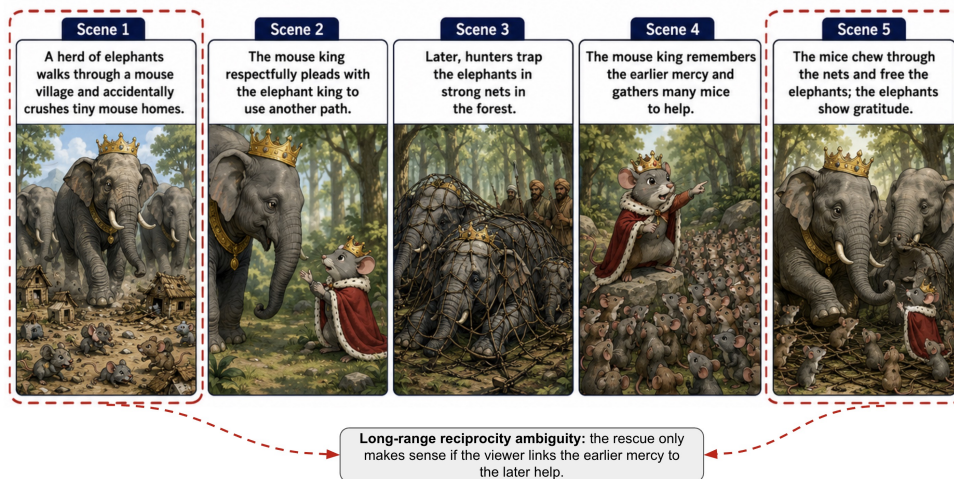 Scene 1
A herd of elephants
walks through a mouse
village and accidentally
crushes tiny mouse homes.
Scene 2
The mouse king
respectfully pleads with
the elephant king to
use another path.
Scene 3
Later, hunters trap
the elephants in
strong nets in
the forest.
Scene 4
The mouse king remembers
the earlier mercy and
gathers many mice
to help.
Scene 5
The mice chew through
the nets and free the
elephants; the elephants
show gratitude.
Long-range reciprocity ambiguity: the rescue only
makes sense if the viewer links the earlier mercy to
the later help.